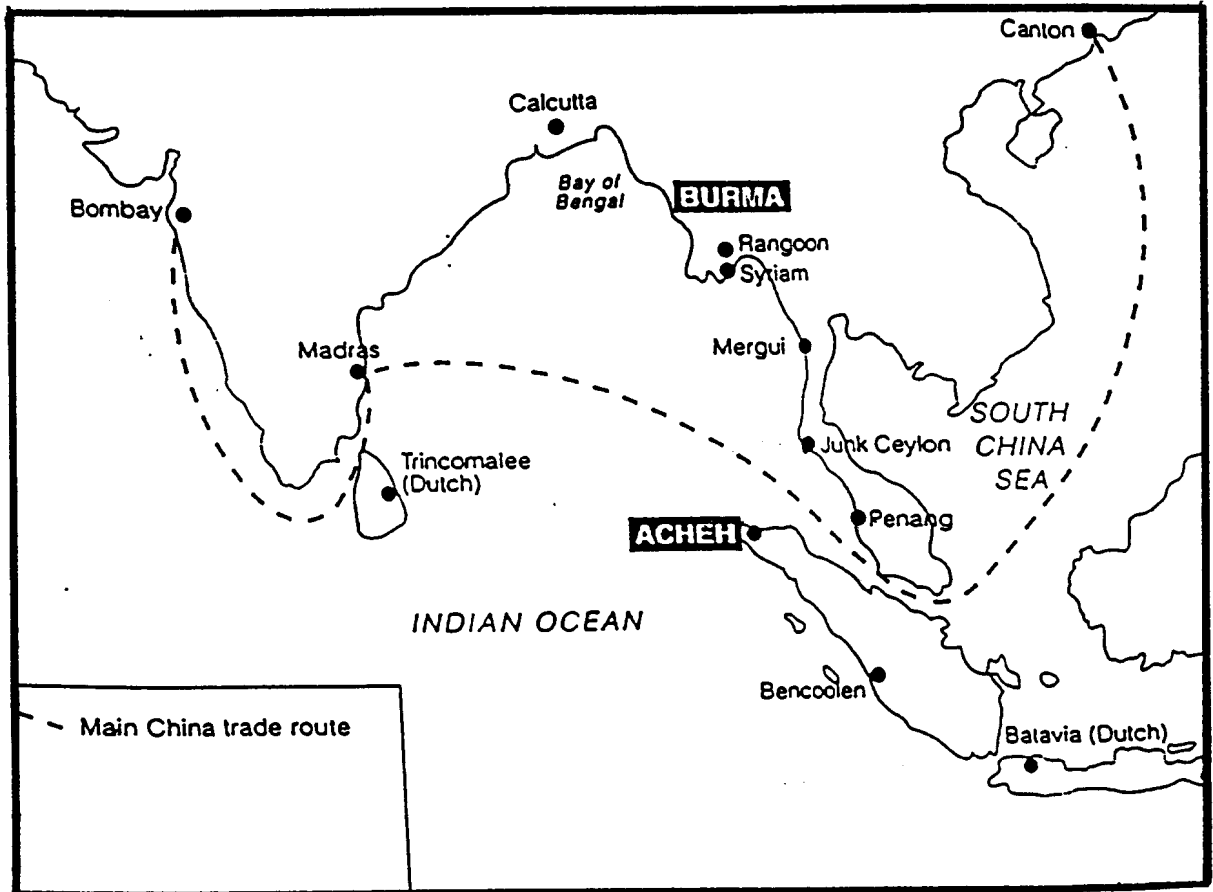 Canton
Calcutta
Bay of
Bengal
BURMA
Bombay
Rangoon
Syriam
Mergui
Madras
SOUTH
CHINA
SEA
Junk Ceylon
Trincomalee
(Dutch)
Penang
ACHEH
INDIAN OCEAN
Bencoolen
Batavia (Dutch)
Main China trade route